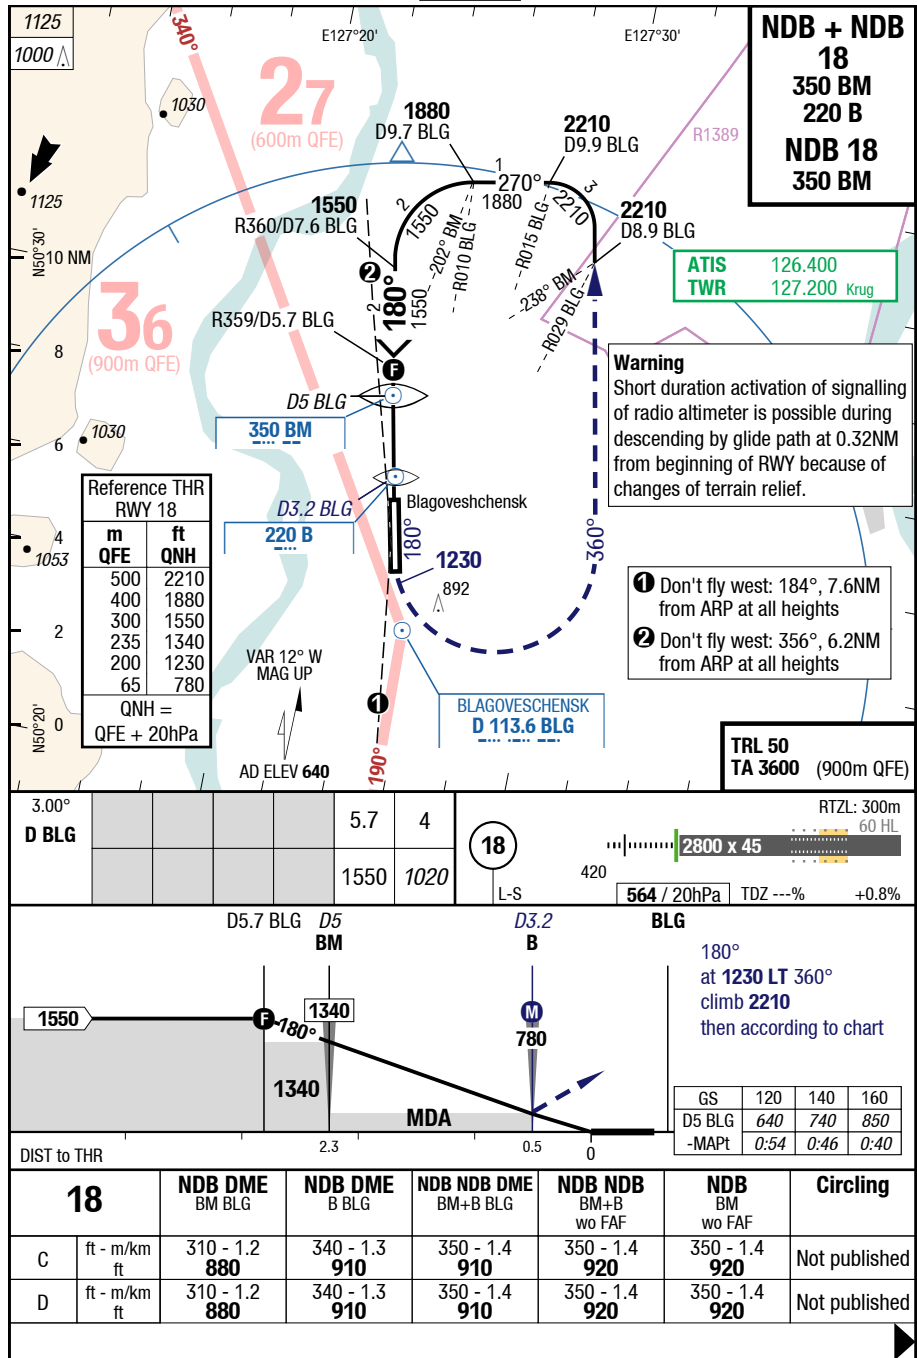 1125
1000
E127°20'
E127°30'
NDB + NDB
18
350 BM
220 B
NDB 18
350 BM
340°
27
(600m QFE)
1030
1880
D9.7 BLG
2210
D9.9 BLG
R1389
1
270°
1880
3
2210
2
1550
1125
1550
R360/D7.6 BLG
202° BM
R010 BLG
R015 BLG
2210
D8.9 BLG
N50°30'
10 NM
ATIS 126.400
TWR 127.200 Krug
2
180°
2
1550
238° BM
R029 BLG
36
(900m QFE)
R359/D5.7 BLG
8
F
Warning
Short duration activation of signalling
of radio altimeter is possible during
descending by glide path at 0.32NM
from beginning of RWY because of
changes of terrain relief.
D5 BLG
350 BM
1030
6
Reference THR
RWY 18
m ft
QFE QNH
500 2210
400 1880
300 1550
235 1340
200 1230
65 780
QNH =
QFE + 20hPa
D3.2 BLG
220 B
Blagoveshchensk
180°
360°
4
1053
1230
892
1 Don't fly west: 184°, 7.6NM
from ARP at all heights
2 Don't fly west: 356°, 6.2NM
from ARP at all heights
2
VAR 12° W
MAG UP
1
BLAGOVESCHENSK
D 113.6 BLG
N50°20'
0
190°
AD ELEV 640
TRL 50
TA 3600 (900m QFE)
3.00°
D BLG
5.7 4
1550 1020
18
L-S
RTZL: 300m
60 HL
2800 x 45
420
564 / 20hPa
TDZ ---%
+0.8%
D5.7 BLG D5 D3.2 BLG
BM B
180°
at 1230 LT 360°
climb 2210
then according to chart
1550
F
180°
1340
M
780
1340
MDA
GS 120 140 160
D5 BLG 640 740 850
-MAPt 0:54 0:46 0:40
DIST to THR
2.3
0.5
0
18 NDB DME NDB DME NDB NDB DME NDB NDB NDB Circling
BM BLG B BLG BM+B BLG BM+B BM
wo FAF wo FAF
C ft - m/km 310 - 1.2 340 - 1.3 350 - 1.4 350 - 1.4 350 - 1.4 Not published
ft 880 910 910 920 920
D ft - m/km 310 - 1.2 340 - 1.3 350 - 1.4 350 - 1.4 350 - 1.4 Not published
ft 880 910 910 920 920